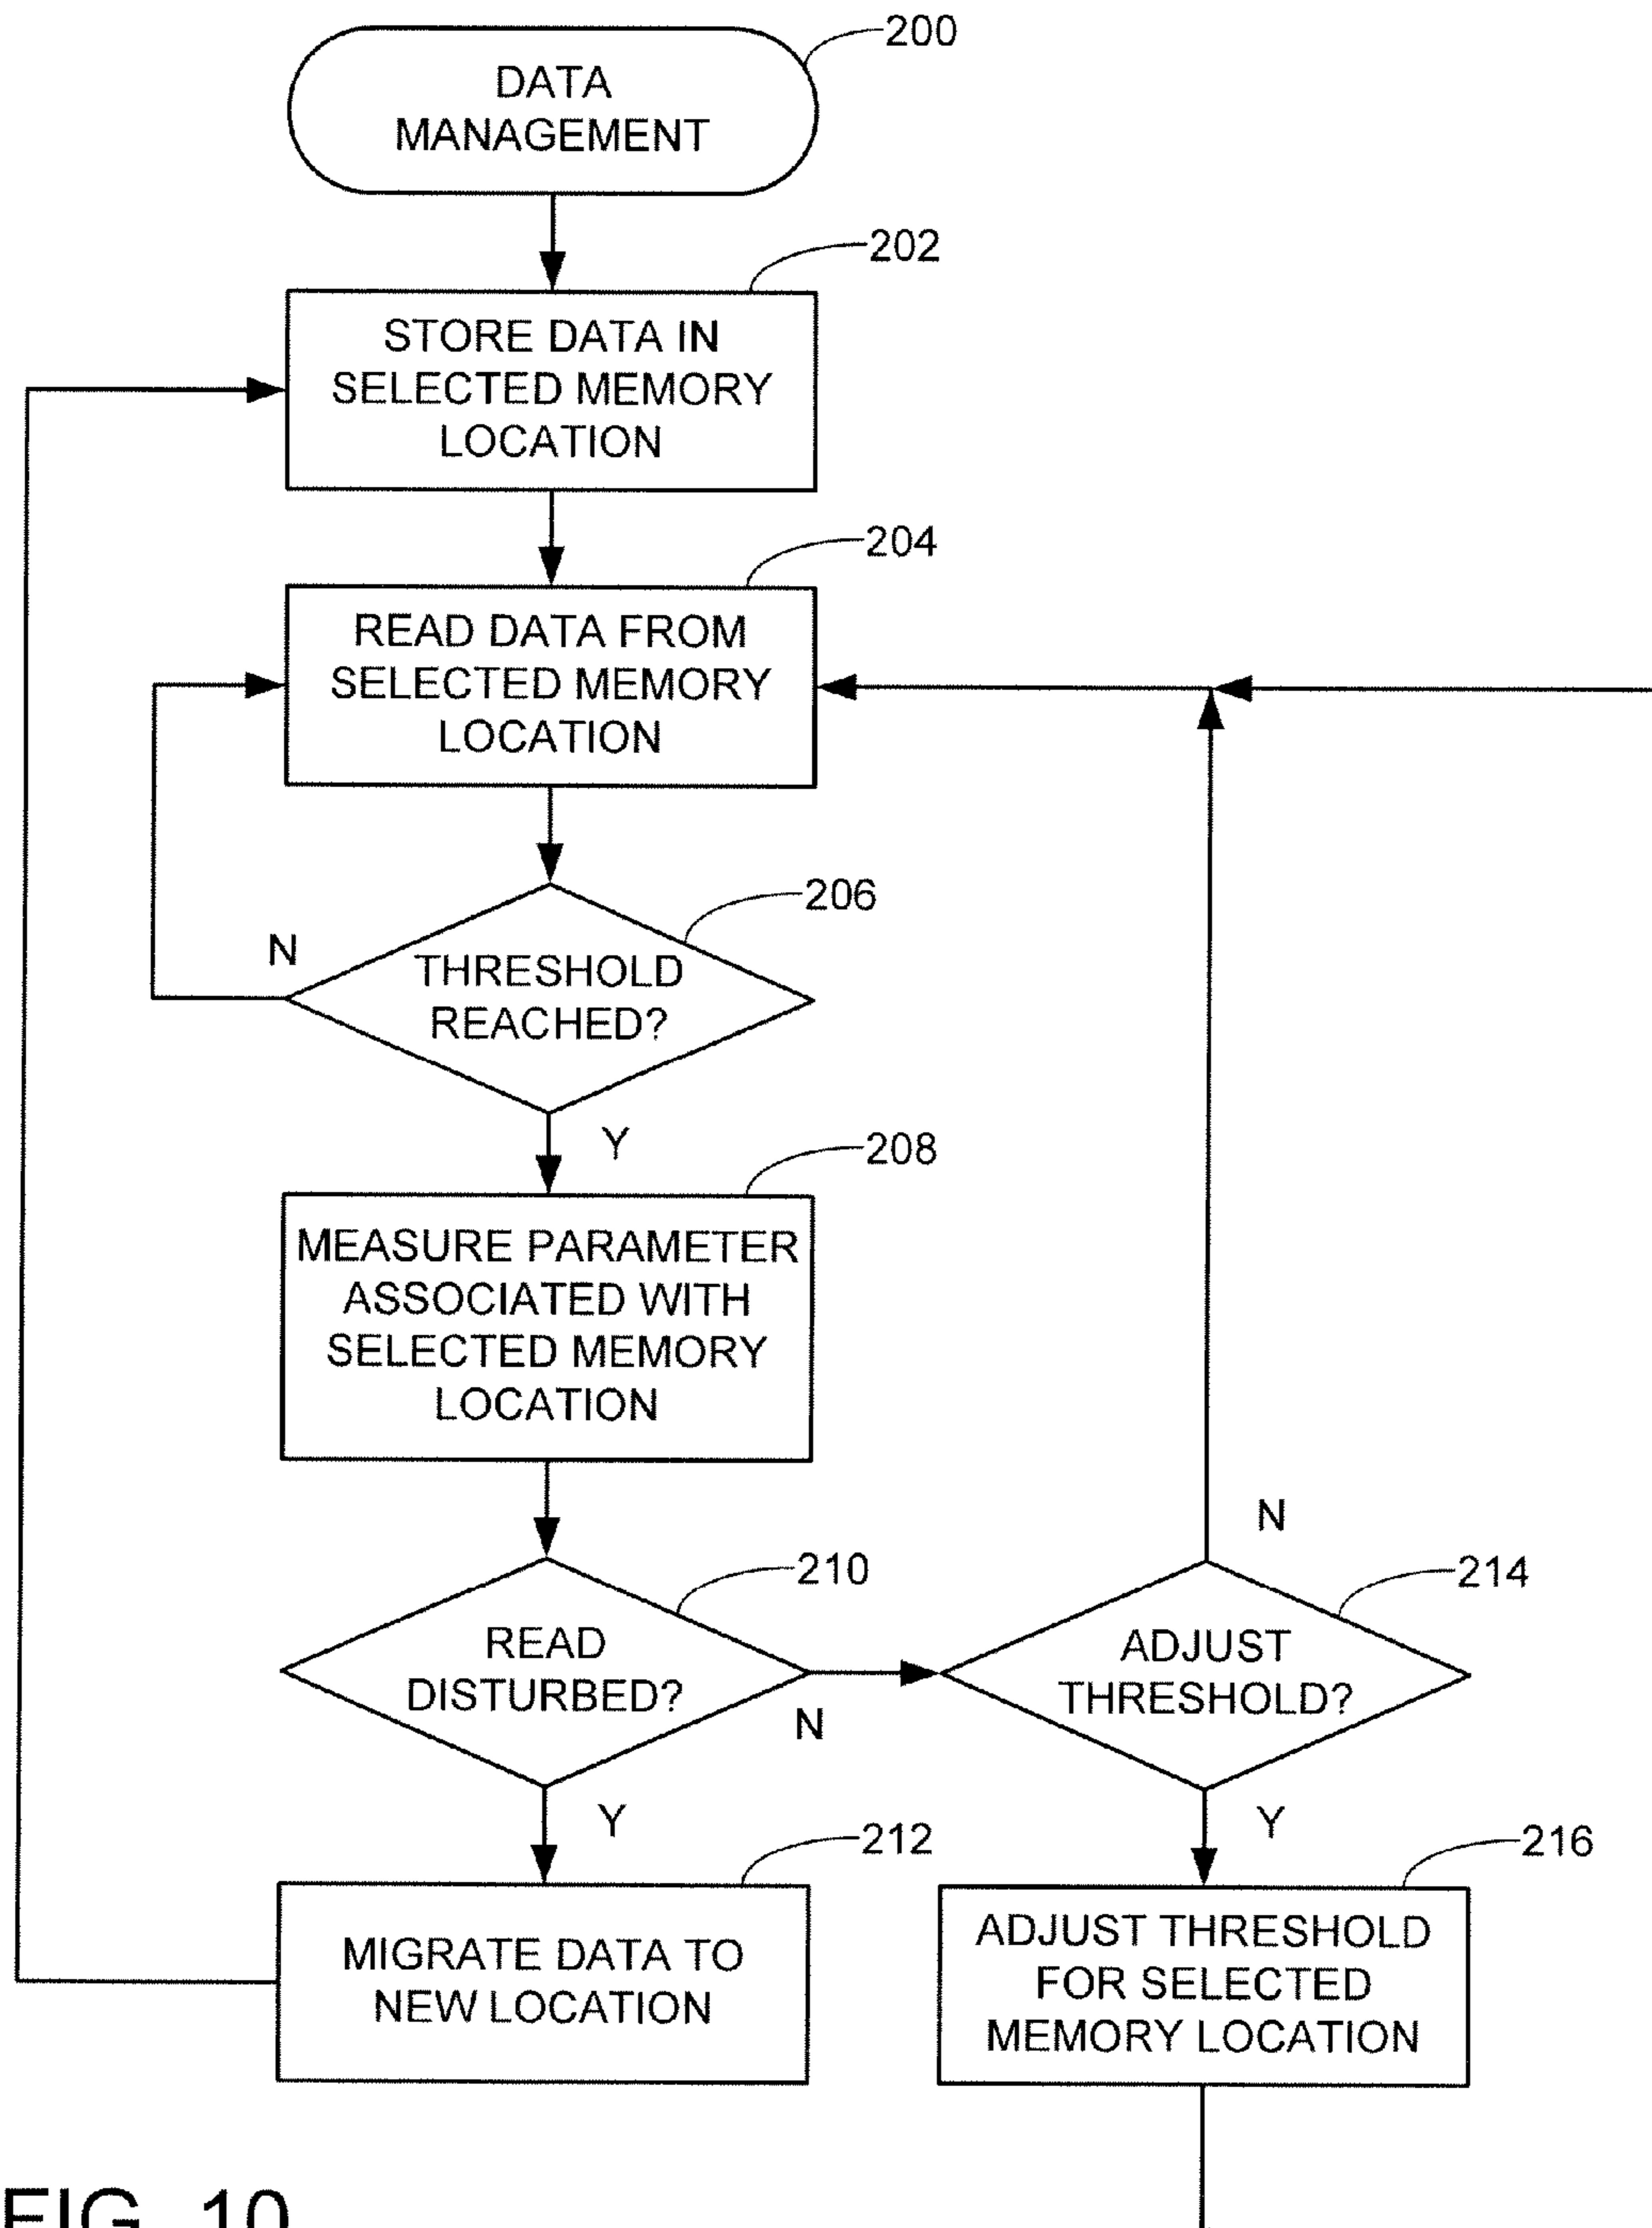 200
DATA
MANAGEMENT
202
STORE DATA IN
SELECTED MEMORY
LOCATION
204
READ DATA FROM
SELECTED MEMORY
LOCATION
206
N
THRESHOLD
REACHED?
Y
208
MEASURE PARAMETER
ASSOCIATED WITH
SELECTED MEMORY
LOCATION
210
READ
DISTURBED?
N
Y
N
214
ADJUST
THRESHOLD?
Y
212
MIGRATE DATA TO
NEW LOCATION
216
ADJUST THRESHOLD
FOR SELECTED
MEMORY LOCATION
FIG. 10